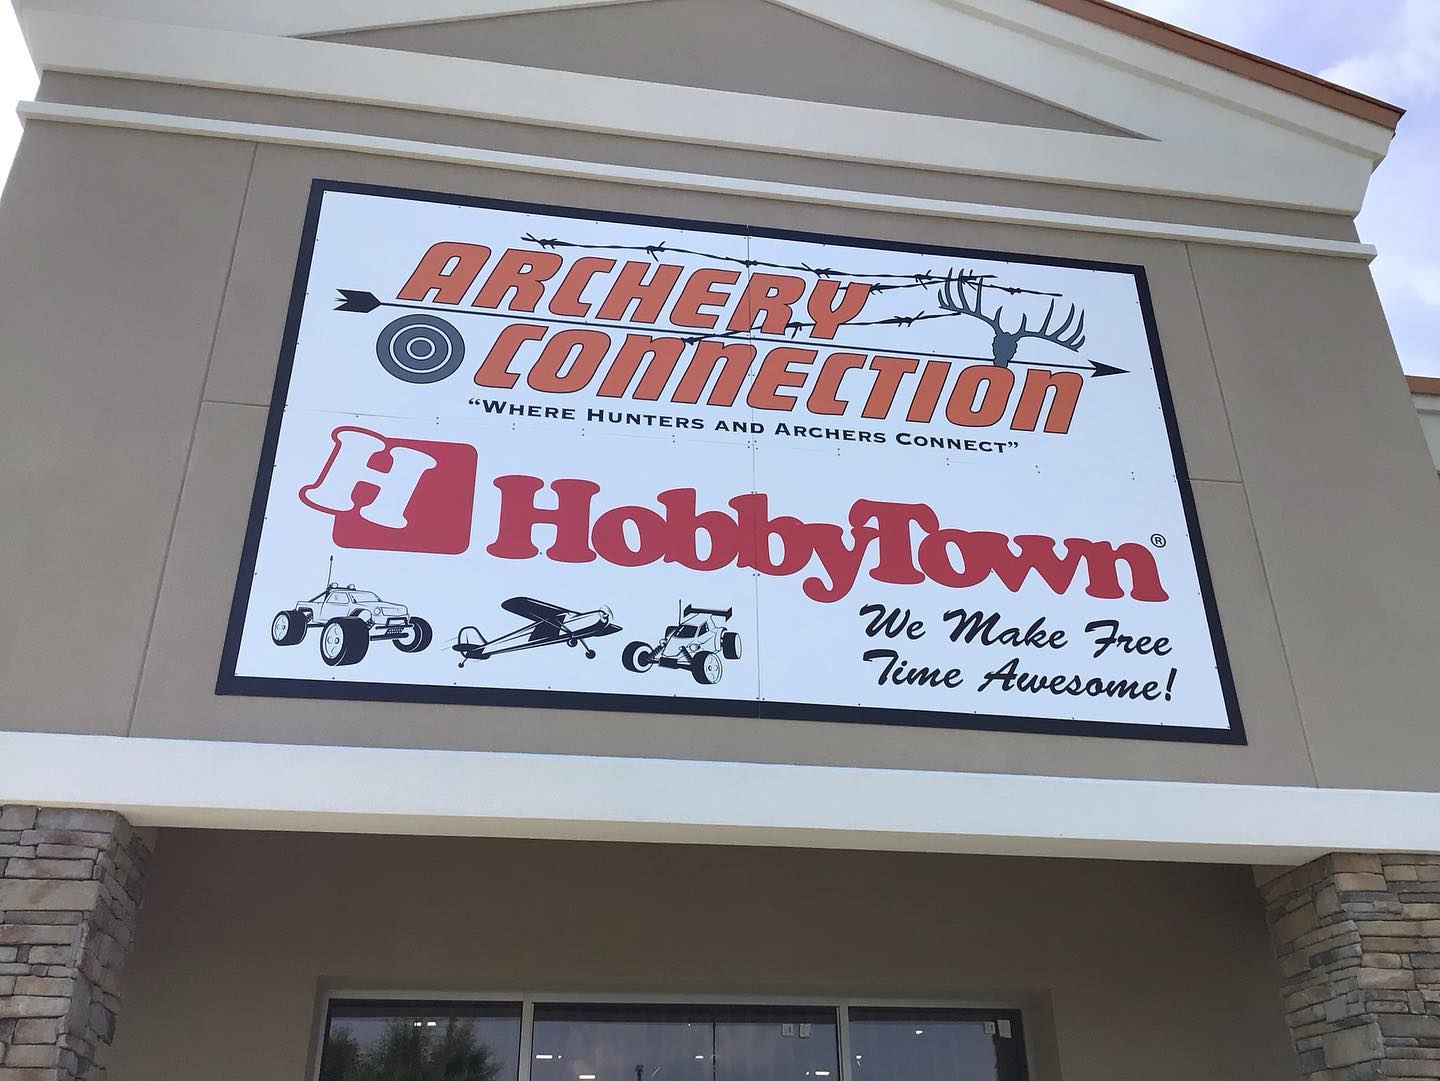 ARCHERY
CONNECTION
“WHERE HUNTERS AND ARCHERS CONNECT”
H HobbyTown®
We Make Free
Time Awesome!